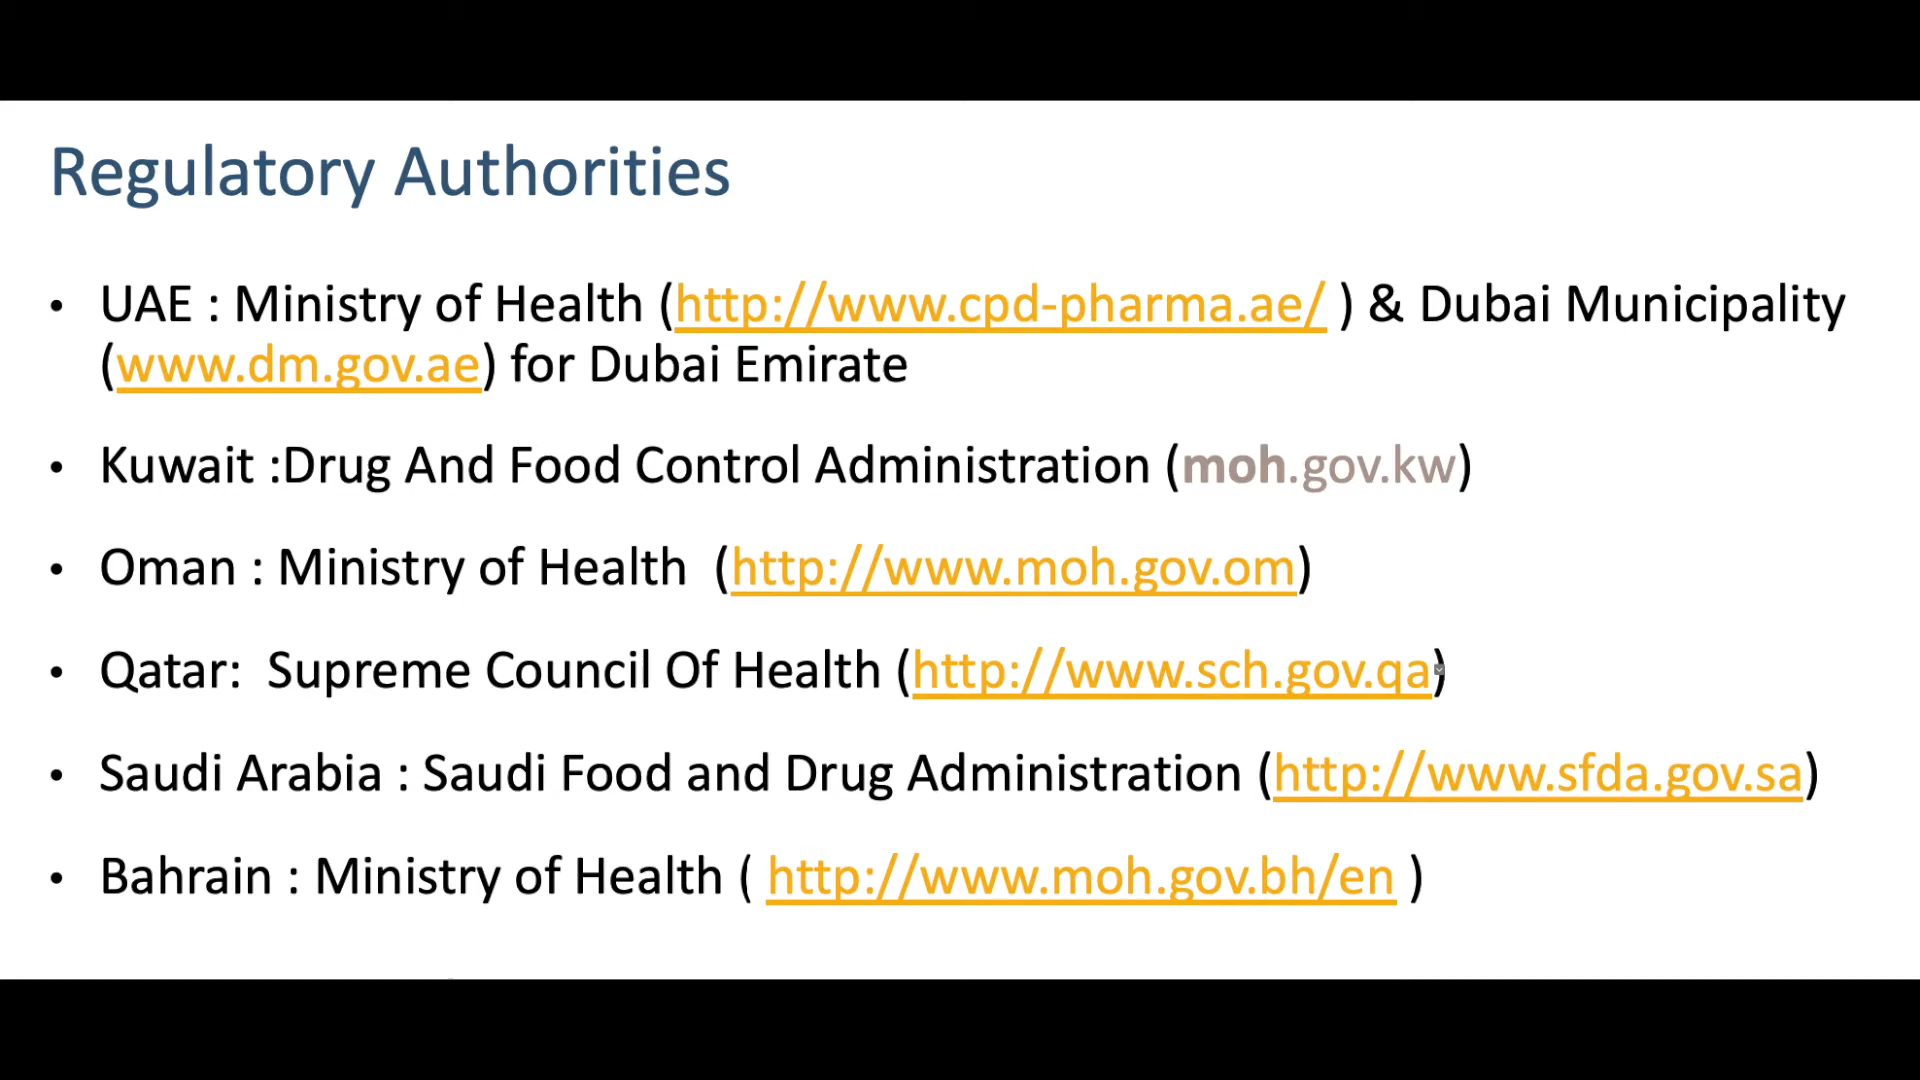 Regulatory Authorities
• UAE : Ministry of Health (http://www.cpd-pharma.ae/ ) & Dubai Municipality
(www.dm.gov.ae) for Dubai Emirate
• Kuwait :Drug And Food Control Administration (moh.gov.kw)
• Oman : Ministry of Health  (http://www.moh.gov.om)
• Qatar:  Supreme Council Of Health (http://www.sch.gov.qa)
• Saudi Arabia : Saudi Food and Drug Administration (http://www.sfda.gov.sa)
• Bahrain : Ministry of Health ( http://www.moh.gov.bh/en )